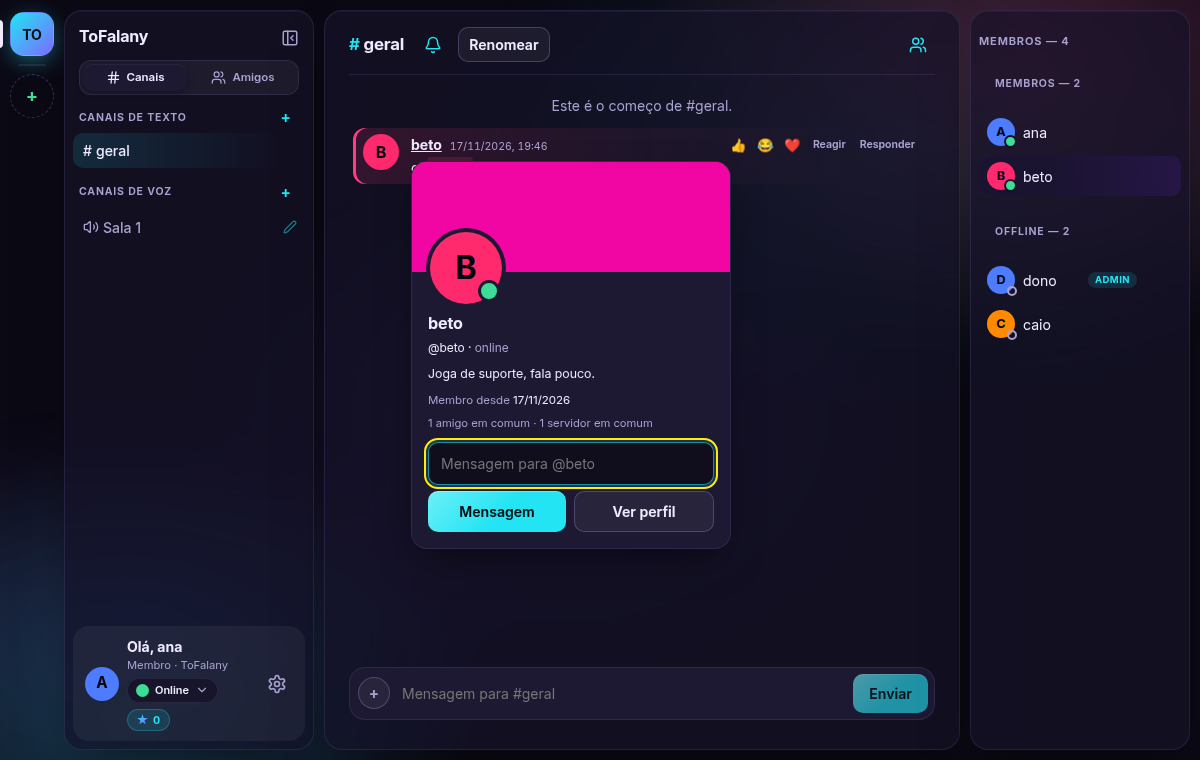 TO
+
ToFalany
Canais
Amigos
CANAIS DE TEXTO +
# geral
CANAIS DE VOZ +
Sala 1
A
Olá, ana
Membro · ToFalany
Online
★ 0
# geral
Renomear
Este é o começo de #geral.
B
beto 17/11/2026, 19:46
👍 😂 ❤️ Reagir Responder
B
beto
@beto · online
Joga de suporte, fala pouco.
Membro desde 17/11/2026
1 amigo em comum · 1 servidor em comum
Mensagem para @beto
Mensagem
Ver perfil
+
Mensagem para #geral
Enviar
MEMBROS — 4
MEMBROS — 2
A ana
B beto
OFFLINE — 2
D dono ADMIN
C caio